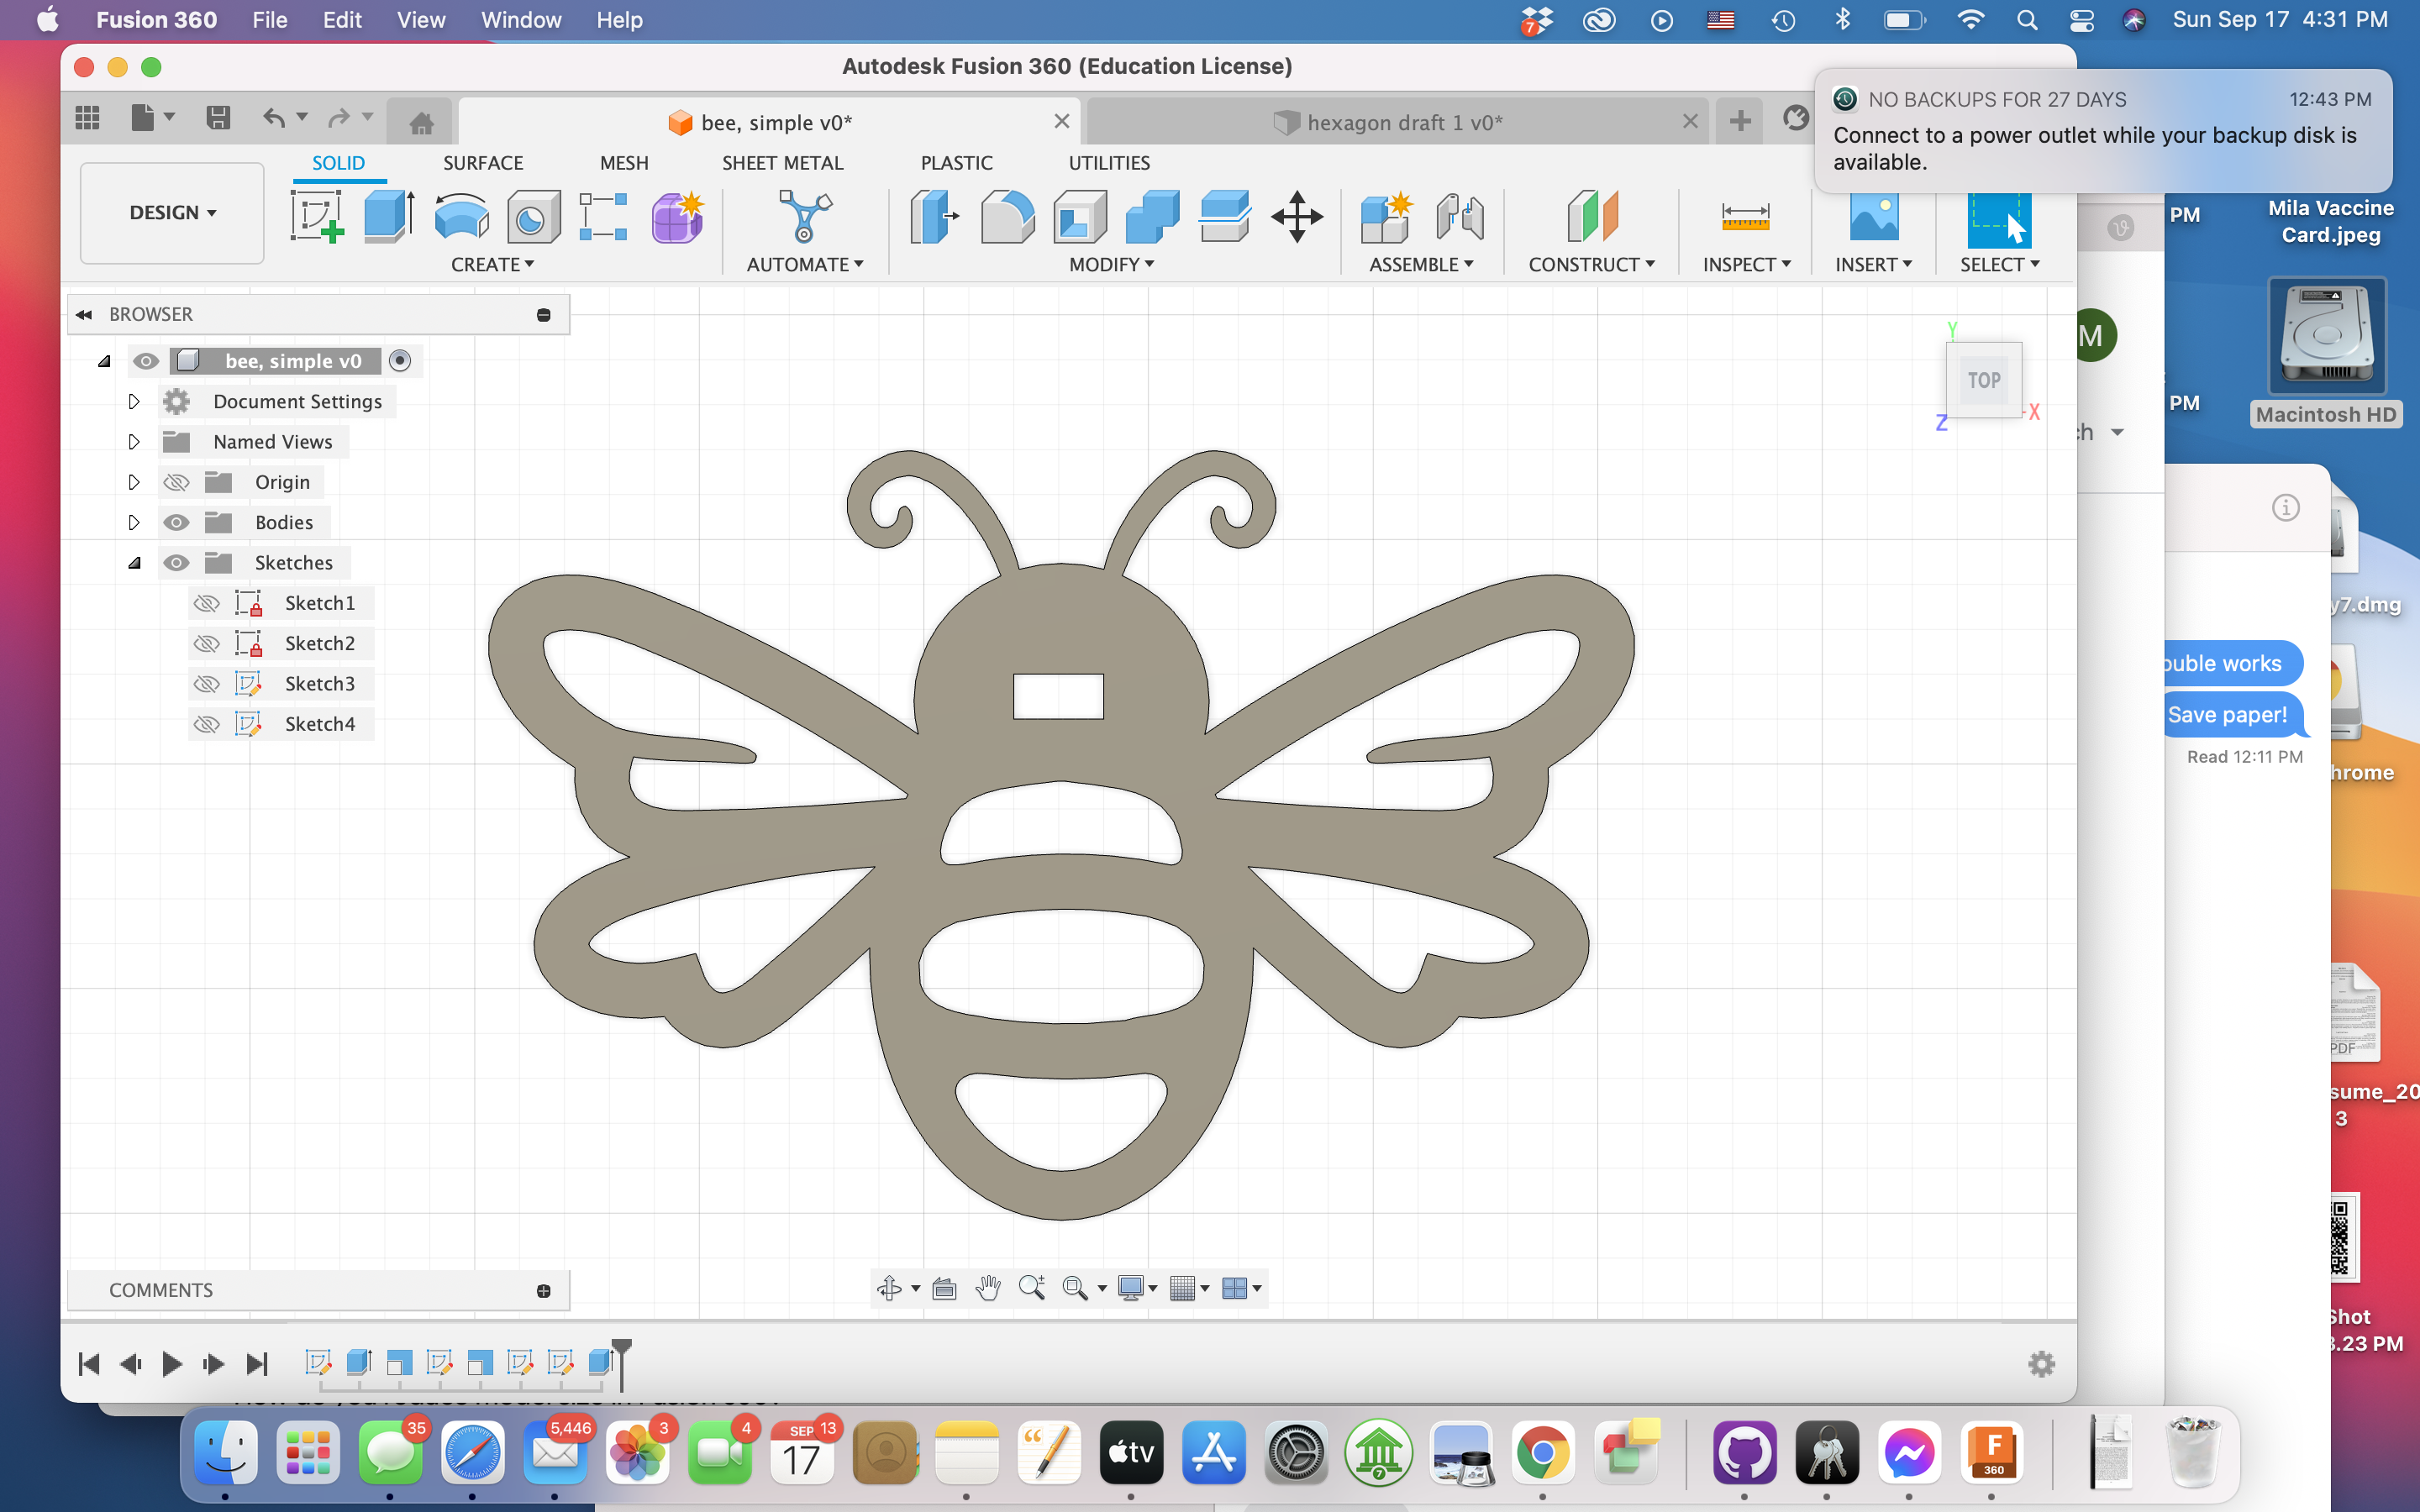 Fusion 360 File Edit View Window Help
7
Sun Sep 17 4:31 PM
Autodesk Fusion 360 (Education License)
NO BACKUPS FOR 27 DAYS 12:43 PM
Connect to a power outlet while your backup disk is
available.
bee, simple v0*
hexagon draft 1 v0*
DESIGN
SOLID SURFACE MESH SHEET METAL PLASTIC UTILITIES
CREATE AUTOMATE MODIFY ASSEMBLE CONSTRUCT INSPECT INSERT SELECT
BROWSER
bee, simple v0
Document Settings
Named Views
Origin
Bodies
Sketches
Sketch1
Sketch2
Sketch3
Sketch4
Y
TOP
X
Z
M
ch
PM
PM
Mila Vaccine
Card.jpeg
Macintosh HD
y7.dmg
ouble works
Save paper!
Read 12:11 PM
hrome
PDF
sume_20
3
Shot
3.23 PM
COMMENTS
35
5,446
3
4
SEP
13
17
tv
7
F
360